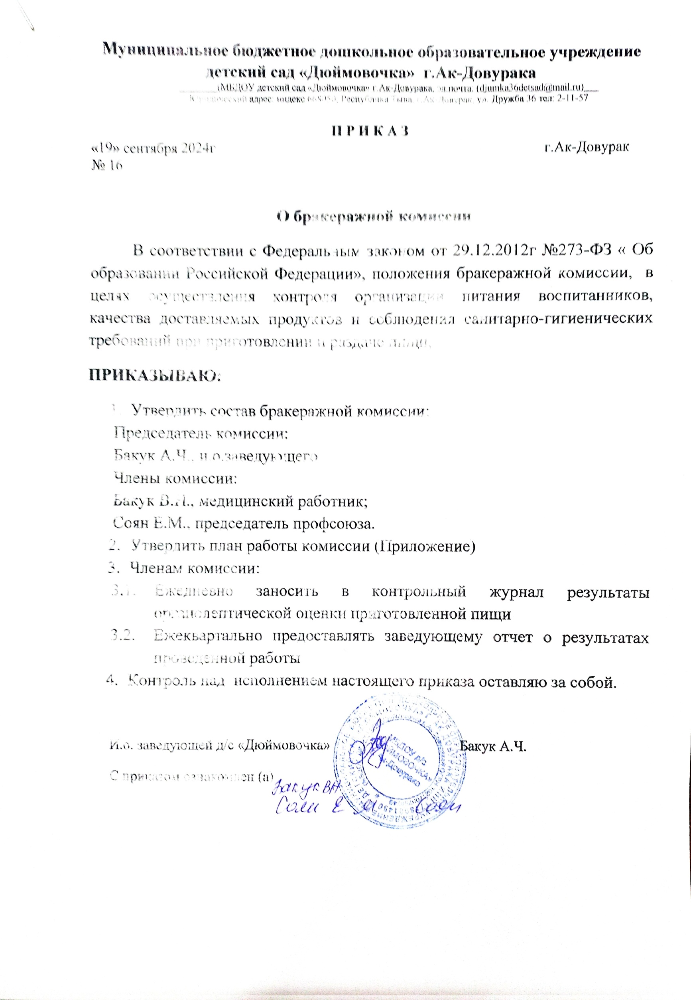 Муниципальное бюджетное дошкольное образовательное учреждение
детский сад «Дюймовочка» г.Ак-Довурака
(МБДОУ детский сад «Дюймовочка» г.Ак-Довурака, эл.почта: (djumka36detsad@mail.ru)
Юридический адрес: индекс Республика Тыва, г.Ак-Довурак, ул. Дружба 36 тел: 2-11-57
П Р И К А З
«19» сентября 2024г г.Ак-Довурак
№ 16
О бракеражной комиссии
В соответствии с Федеральным законом от 29.12.2012г №273-ФЗ « Об
образовании Российской Федерации», положения бракеражной комиссии, в
целях осуществления контроля организации питания воспитанников,
качества доставляемых продуктов и соблюдения санитарно-гигиенических
требований при приготовлении и раздаче пищи,
ПРИКАЗЫВАЮ:
1. Утвердить состав бракеражной комиссии:
Председатель комиссии:
Бакук А.Ч., и.о.заведующего
Члены комиссии:
Бакук В.Н., медицинский работник;
Соян Е.М., председатель профсоюза.
2. Утвердить план работы комиссии (Приложение)
3. Членам комиссии:
3.1. Ежедневно заносить в контрольный журнал результаты
органолептической оценки приготовленной пищи
3.2. Ежеквартально предоставлять заведующему отчет о результатах
проведенной работы
4. Контроль над исполнением настоящего приказа оставляю за собой.
И.о. заведующей д/с «Дюймовочка» Бакук А.Ч.
МБДОУ д/с
«ДЮЙМОВОЧКА»
г.Ак-Довурака
С приказом ознакомлен (а)
Бакук ВН
Соян Е М Соян